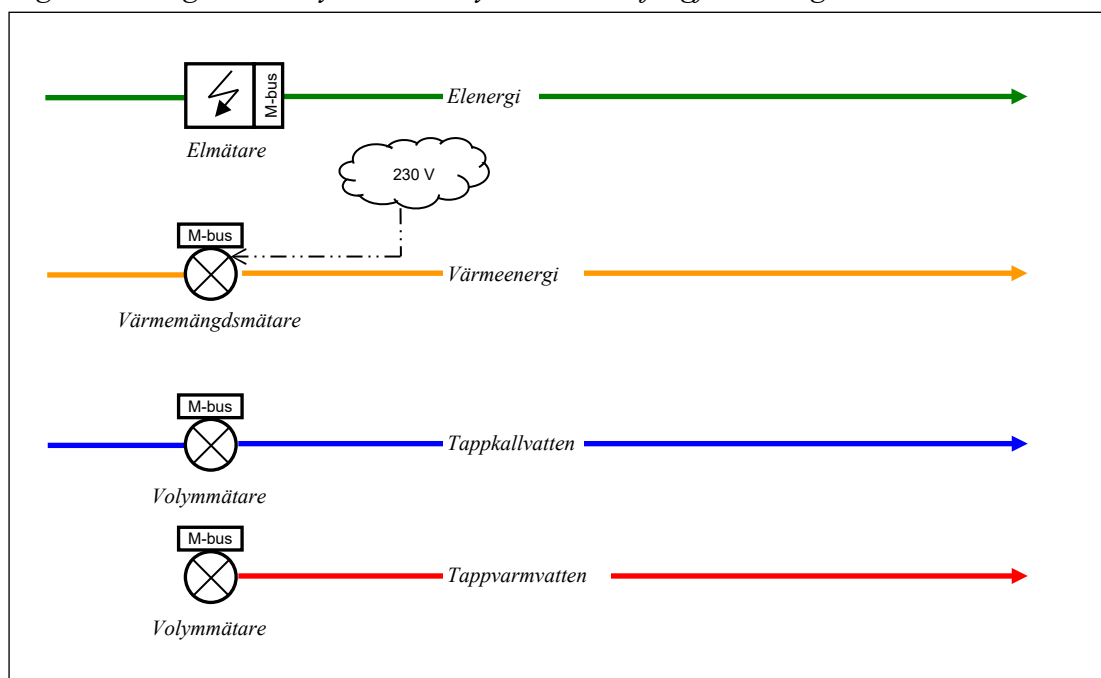 M-bus
Elenergi
Elmätare
230 V
M-bus
Värmeenergi
Värmemängdsmätare
M-bus
Tappkallvatten
Volymmätare
M-bus
Tappvarmvatten
Volymmätare